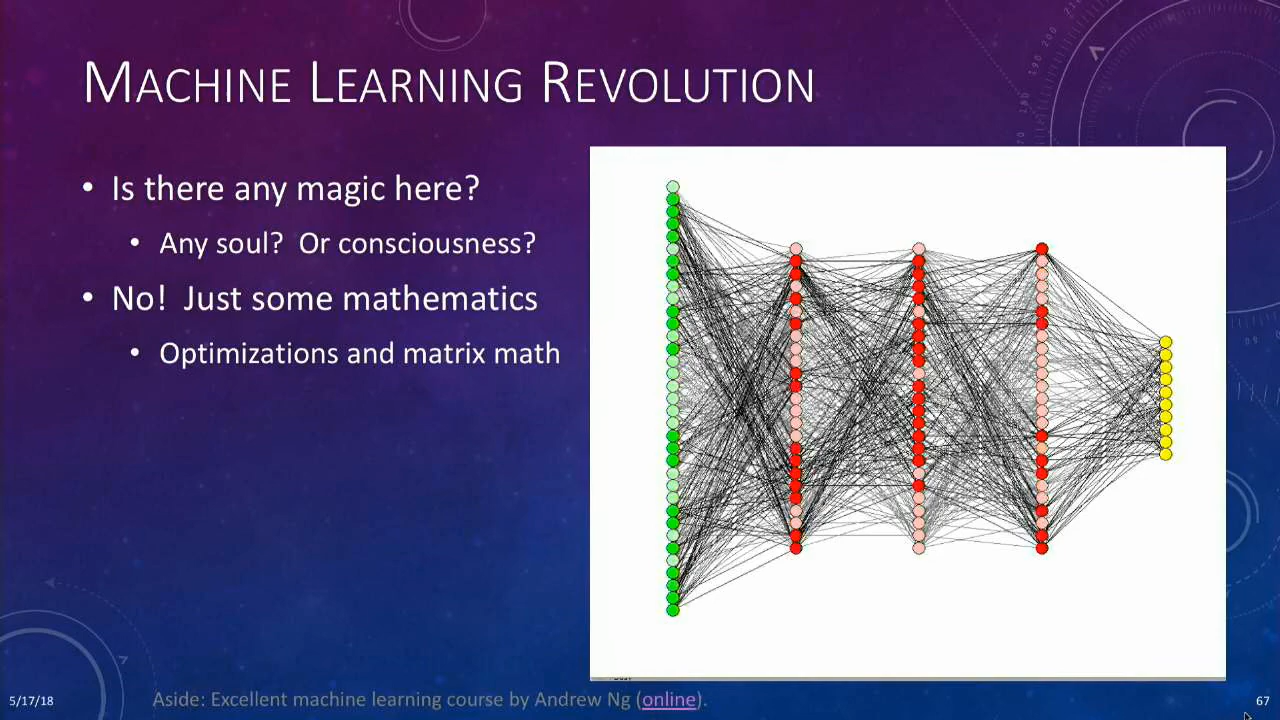 Machine Learning Revolution
• Is there any magic here?
• Any soul? Or consciousness?
• No! Just some mathematics
• Optimizations and matrix math
5/17/18
Aside: Excellent machine learning course by Andrew Ng (online).
67